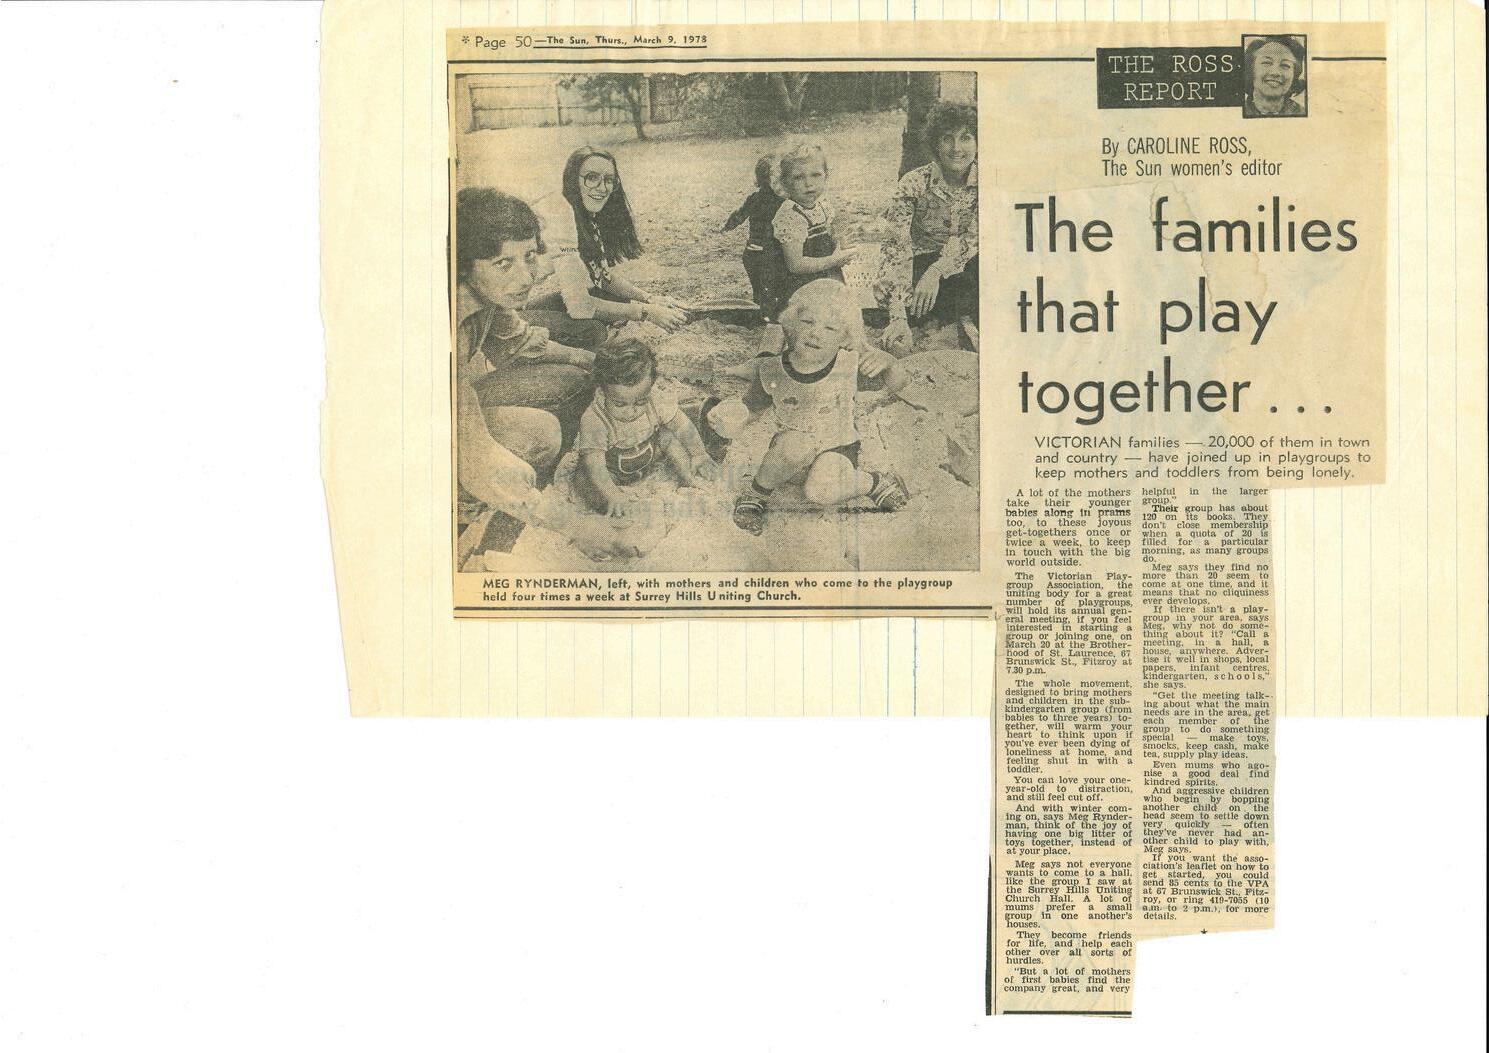 * Page 50—The Sun, Thurs., March 9, 1978
THE ROSS
REPORT
By CAROLINE ROSS,
The Sun women's editor
The families
that play
together ...
VICTORIAN families — 20,000 of them in town
and country — have joined up in playgroups to
keep mothers and toddlers from being lonely.
MEG RYNDERMAN, left, with mothers and children who come to the playgroup
held four times a week at Surrey Hills Uniting Church.
A lot of the mothers
take their younger
babies along in prams
too, to these joyous
get-togethers once or
twice a week, to keep
in touch with the big
world outside.
The Victorian Play-
group Association, the
uniting body for a great
number of playgroups,
will hold its annual gen-
eral meeting, if you feel
interested in starting a
group or joining one, on
March 20 at the Brother-
hood of St. Laurence, 67
Brunswick St., Fitzroy at
7.30 p.m.
The whole movement,
designed to bring mothers
and children in the sub-
kindergarten group (from
babies to three years) to-
gether, will warm your
heart to think upon if
you've ever been dying of
loneliness at home, and
feeling shut in with a
toddler.
You can love your one-
year-old to distraction,
and still feel cut off.
And with winter com-
ing on, says Meg Rynder-
man, think of the joy of
having one big litter of
toys together, instead of
at your place.
Meg says not everyone
wants to come to a hall,
like the group I saw at
the Surrey Hills Uniting
Church Hall. A lot of
mums prefer a small
group in one another's
houses.
They become friends
for life, and help each
other over all sorts of
hurdles.
"But a lot of mothers
of first babies find the
company great, and very
helpful in the larger
group."
Their group has about
120 on its books. They
don't close membership
when a quota of 20 is
filled for a particular
morning, as many groups
do.
Meg says they find no
more than 20 seem to
come at one time, and it
means that no cliquiness
ever develops.
If there isn't a play-
group in your area, says
Meg, why not do some-
thing about it? "Call a
meeting, in a hall, a
house, anywhere. Adver-
tise it well in shops, local
papers, infant centres,
kindergarten, schools,"
she says.
"Get the meeting talk-
ing about what the main
needs are in the area, get
each member of the
group to do something
special — make toys,
smocks, keep cash, make
tea, supply play ideas.
Even mums who ago-
nise a good deal find
kindred spirits.
And aggressive children
who begin by bopping
another child on the
head seem to settle down
very quickly — often
they've never had an-
other child to play with,
Meg says.
If you want the asso-
ciation's leaflet on how to
get started, you could
send 85 cents to the VPA
at 67 Brunswick St., Fitz-
roy, or ring 419-7055 (10
a.m. to 2 p.m.), for more
details.
*